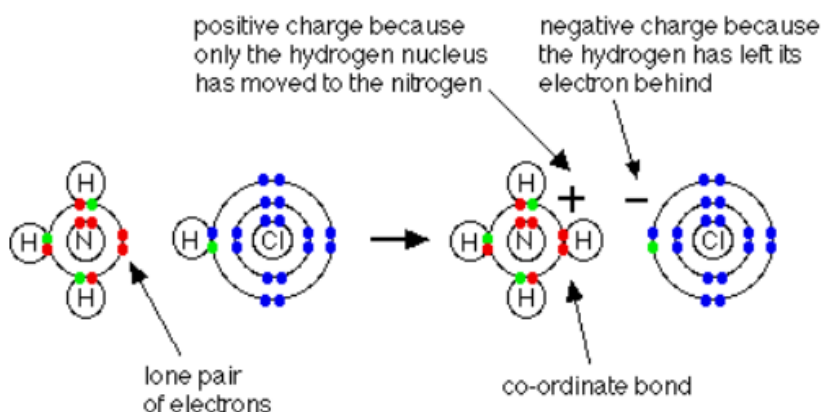 positive charge because
only the hydrogen nucleus
has moved to the nitrogen
negative charge because
the hydrogen has left its
electron behind
H
H
N
H
H
Cl
H
H
N
H
H
+
−
Cl
lone pair
of electrons
co-ordinate bond